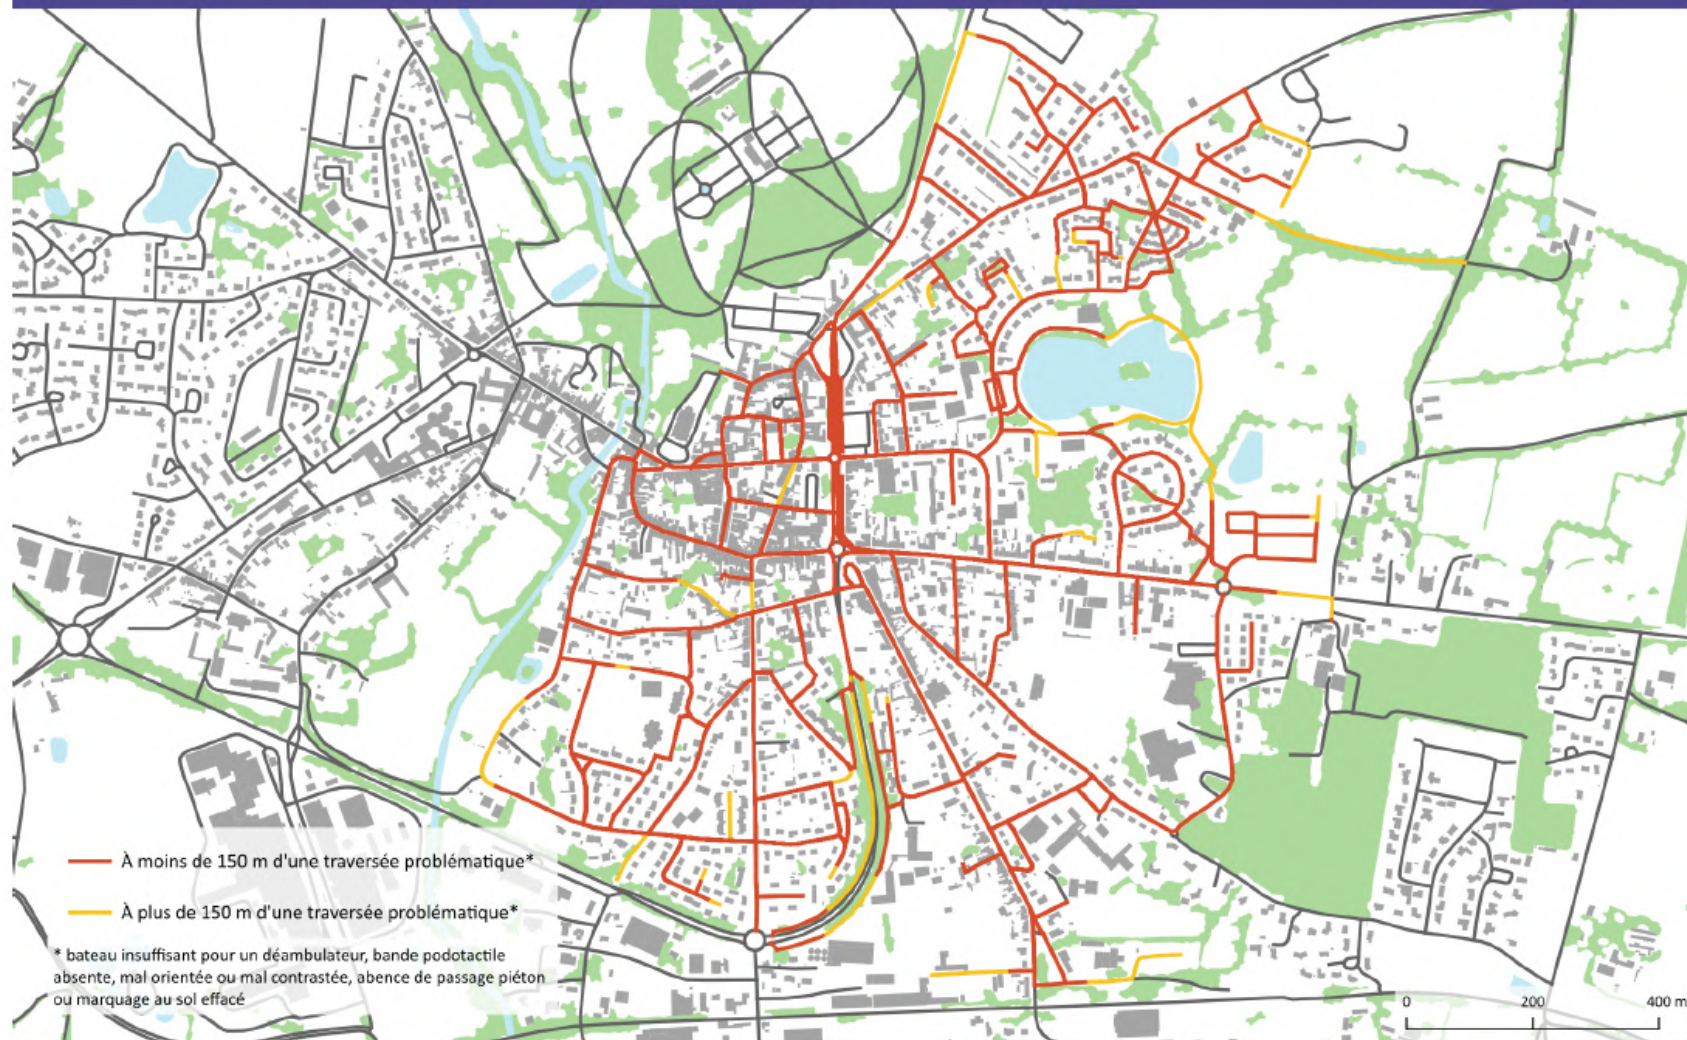 À moins de 150 m d'une traversée problématique*
À plus de 150 m d'une traversée problématique*
* bateau insuffisant pour un déambulateur, bande podotactile
absente, mal orientée ou mal contrastée, abence de passage piéton
ou marquage au sol effacé
0 200 400 m